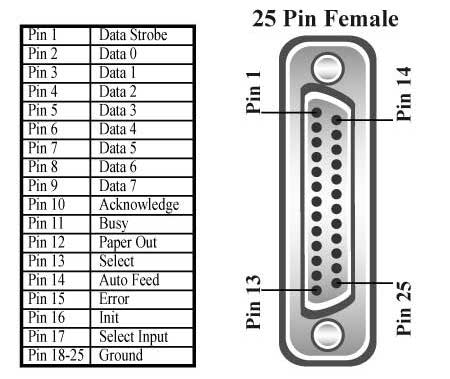 Pin 1 Data Strobe
Pin 2 Data 0
Pin 3 Data 1
Pin 4 Data 2
Pin 5 Data 3
Pin 6 Data 4
Pin 7 Data 5
Pin 8 Data 6
Pin 9 Data 7
Pin 10 Acknowledge
Pin 11 Busy
Pin 12 Paper Out
Pin 13 Select
Pin 14 Auto Feed
Pin 15 Error
Pin 16 Init
Pin 17 Select Input
Pin 18-25 Ground
25 Pin Female
Pin 1
Pin 14
Pin 13
Pin 25